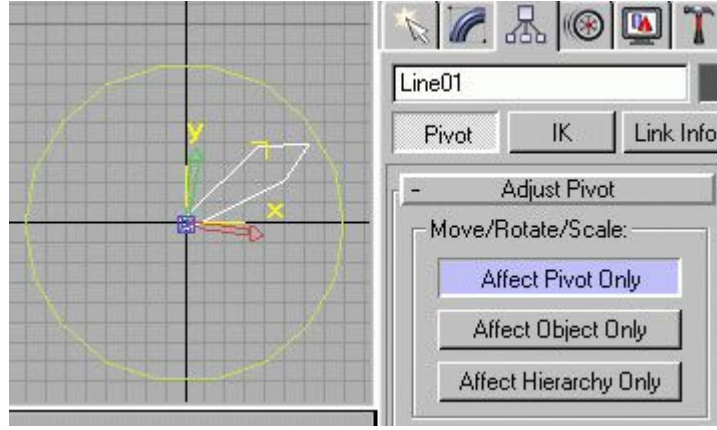 Line01
Pivot IK Link Info
- Adjust Pivot
Move/Rotate/Scale:
Affect Pivot Only
Affect Object Only
Affect Hierarchy Only
y
x